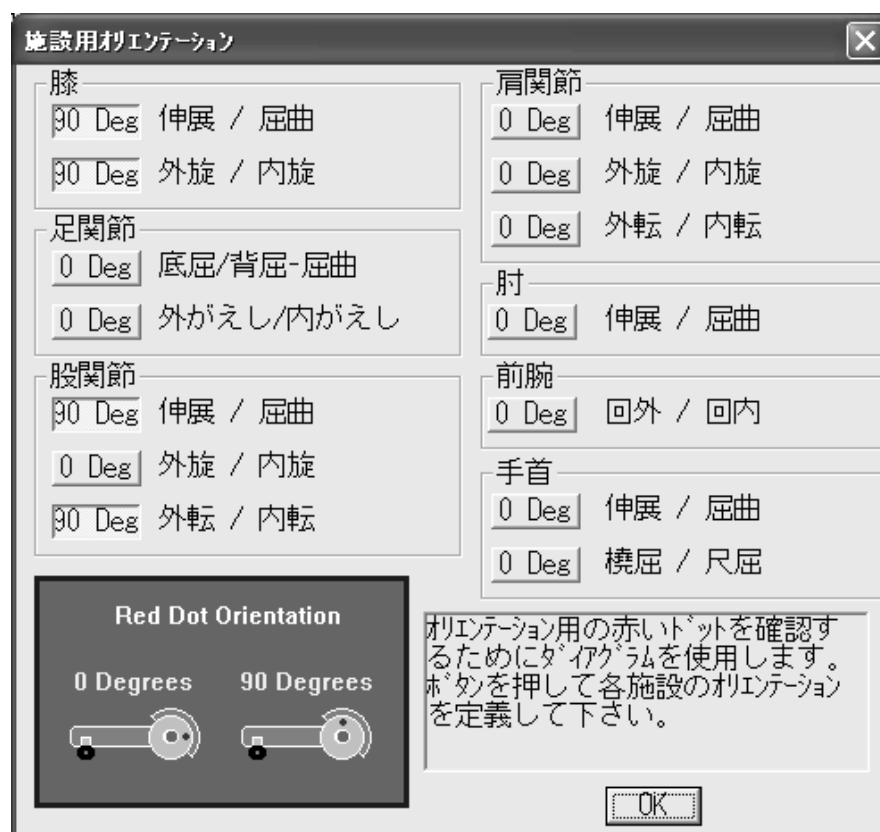 施設用ｵﾘｴﾝﾃｰｼｮﾝ
膝
90 Deg 伸展 / 屈曲
90 Deg 外旋 / 内旋
足関節
0 Deg 底屈/背屈-屈曲
0 Deg 外がえし/内がえし
股関節
90 Deg 伸展 / 屈曲
0 Deg 外旋 / 内旋
90 Deg 外転 / 内転
肩関節
0 Deg 伸展 / 屈曲
0 Deg 外旋 / 内旋
0 Deg 外転 / 内転
肘
0 Deg 伸展 / 屈曲
前腕
0 Deg 回外 / 回内
手首
0 Deg 伸展 / 屈曲
0 Deg 橈屈 / 尺屈
Red Dot Orientation
0 Degrees 90 Degrees
ｵﾘｴﾝﾃｰｼｮﾝ用の赤いﾄﾞｯﾄを確認す
るためにﾀﾞｲｱｸﾞﾗﾑを使用します。
ﾎﾞﾀﾝを押して各施設のｵﾘｴﾝﾃｰｼｮﾝ
を定義して下さい。
OK